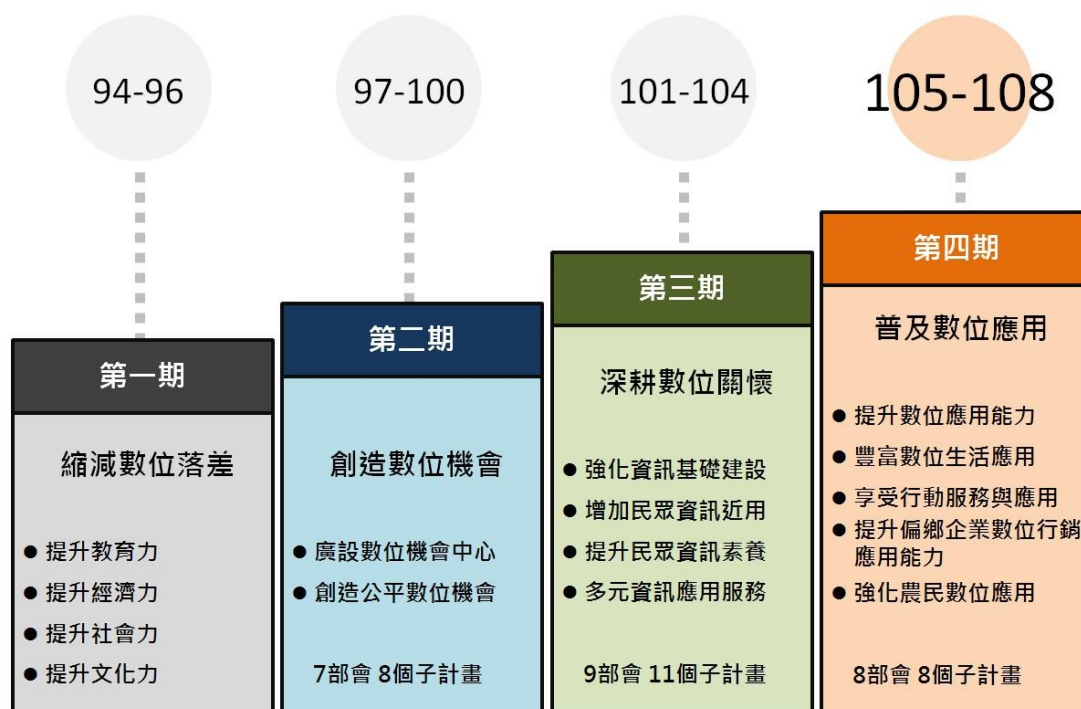 94-96
97-100
101-104
105-108
第一期
縮減數位落差
● 提升教育力
● 提升經濟力
● 提升社會力
● 提升文化力
第二期
創造數位機會
● 廣設數位機會中心
● 創造公平數位機會
7部會 8個子計畫
第三期
深耕數位關懷
● 強化資訊基礎建設
● 增加民眾資訊近用
● 提升民眾資訊素養
● 多元資訊應用服務
9部會 11個子計畫
第四期
普及數位應用
● 提升數位應用能力
● 豐富數位生活應用
● 享受行動服務與應用
● 提升偏鄉企業數位行銷
應用能力
● 強化農民數位應用
8部會 8個子計畫